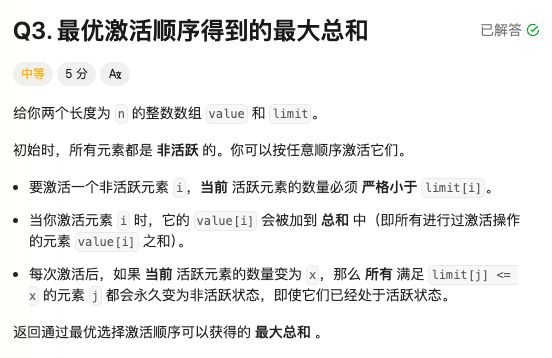 Q3. 最优激活顺序得到的最大总和
已解答
中等 5 分
给你两个长度为 n 的整数数组 value 和 limit。
初始时，所有元素都是 非活跃 的。你可以按任意顺序激活它们。
• 要激活一个非活跃元素 i，当前 活跃元素的数量必须 严格小于 limit[i]。
• 当你激活元素 i 时，它的 value[i] 会被加到 总和 中（即所有进行过激活操作
的元素 value[i] 之和）。
• 每次激活后，如果 当前 活跃元素的数量变为 x，那么 所有 满足 limit[j] <=
x 的元素 j 都会永久变为非活跃状态，即使它们已经处于活跃状态。
返回通过最优选择激活顺序可以获得的 最大总和 。